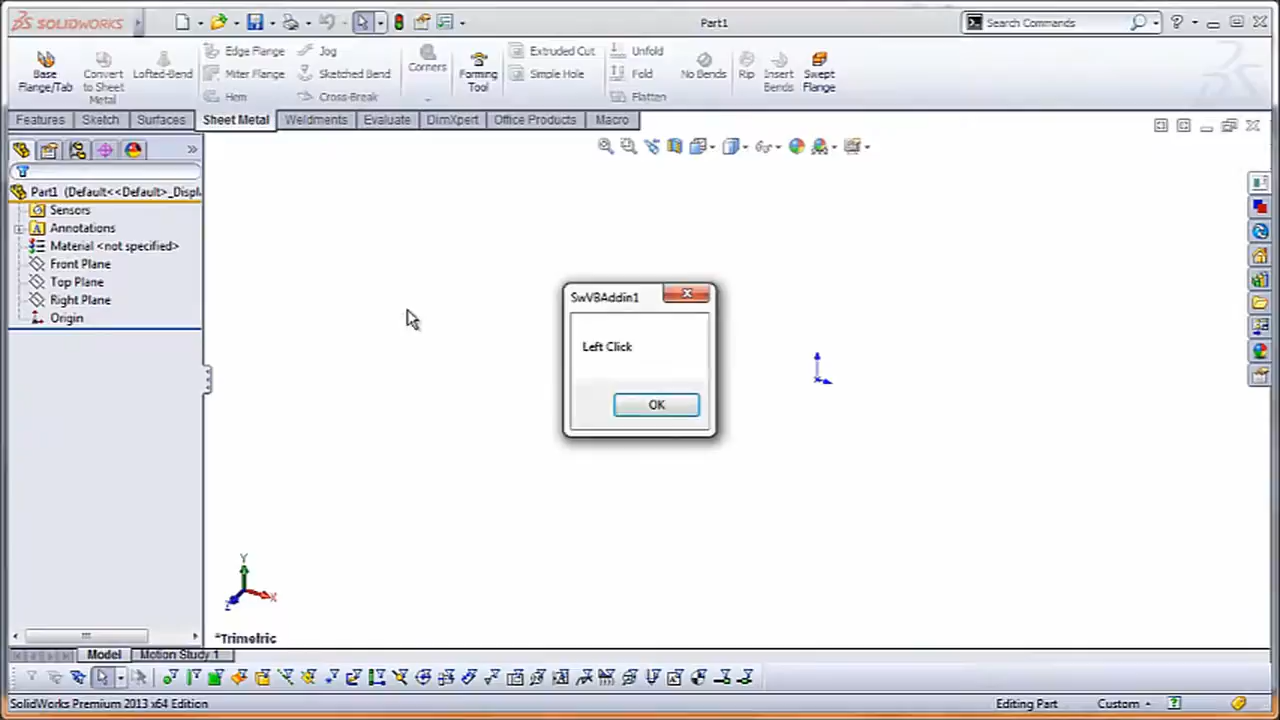 SOLIDWORKS
Part1
Search Commands
Base Flange/Tab
Convert to Sheet Metal
Lofted-Bend
Edge Flange
Miter Flange
Hem
Jog
Sketched Bend
Cross-Break
Corners
Forming Tool
Extruded Cut
Simple Hole
Unfold
Fold
Flatten
No Bends
Rip
Insert Bends
Swept Flange
Features Sketch Surfaces Sheet Metal Weldments Evaluate DimXpert Office Products Macro
Part1 (Default<<Default>_Displ
Sensors
Annotations
Material <not specified>
Front Plane
Top Plane
Right Plane
Origin
SwVBAddin1
Left Click
OK
Y
X
Z
*Trimetric
Model Motion Study 1
SolidWorks Premium 2013 x64 Edition
Editing Part
Custom